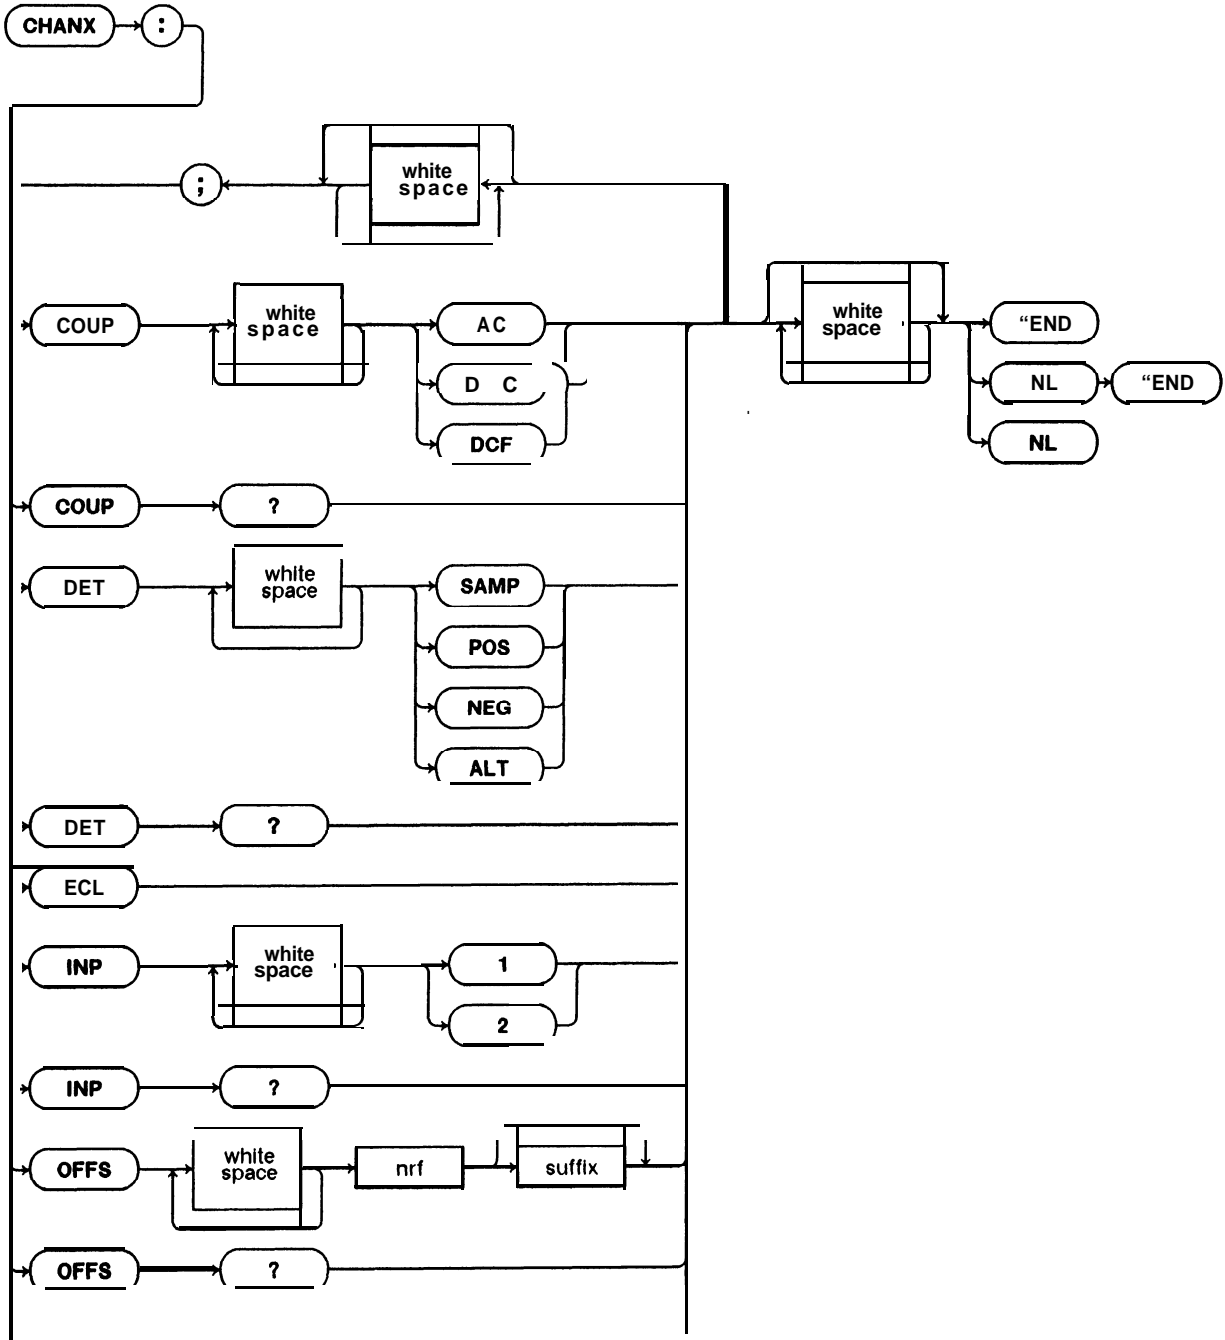 CHANX :
white
space
;
COUP white
space AC
D C
DCF
white
space “END
NL “END
NL
COUP ?
DET white
space SAMP
POS
NEG
ALT
DET ?
ECL
INP white
space 1
2
INP ?
OFFS white
space nrf suffix
OFFS ?